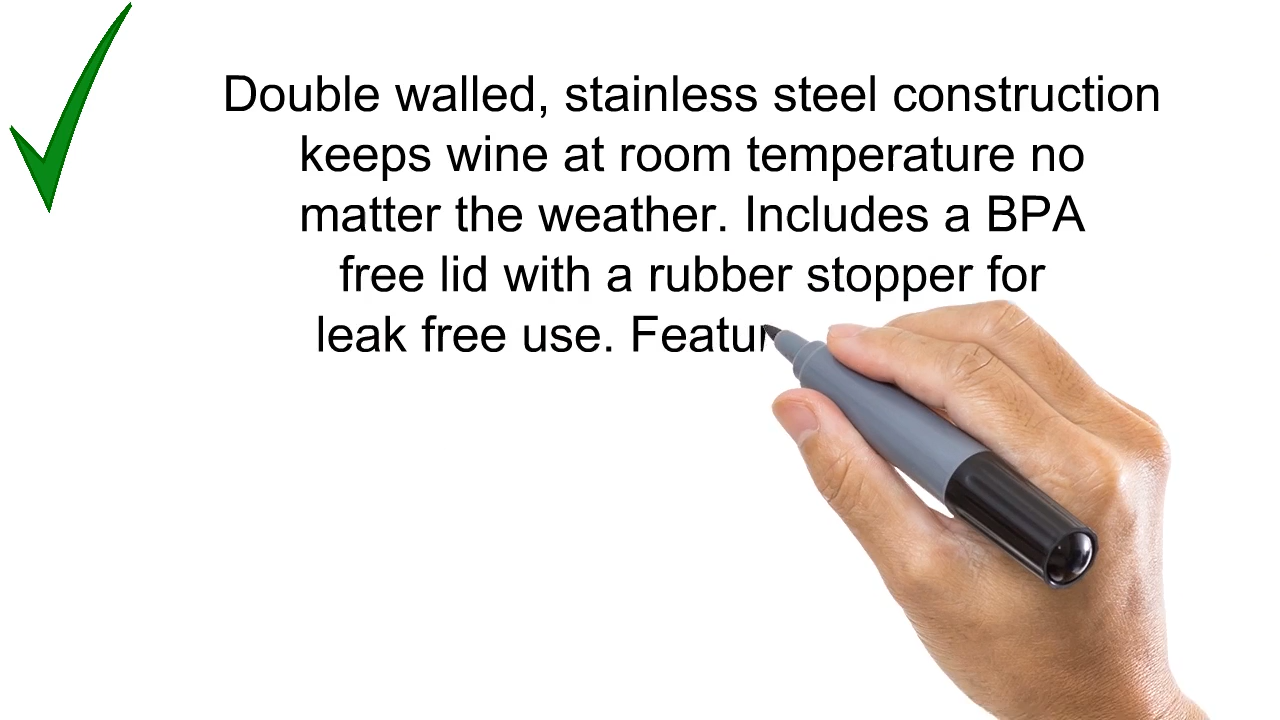 Double walled, stainless steel construction
keeps wine at room temperature no
matter the weather. Includes a BPA
free lid with a rubber stopper for
leak free use. Featur